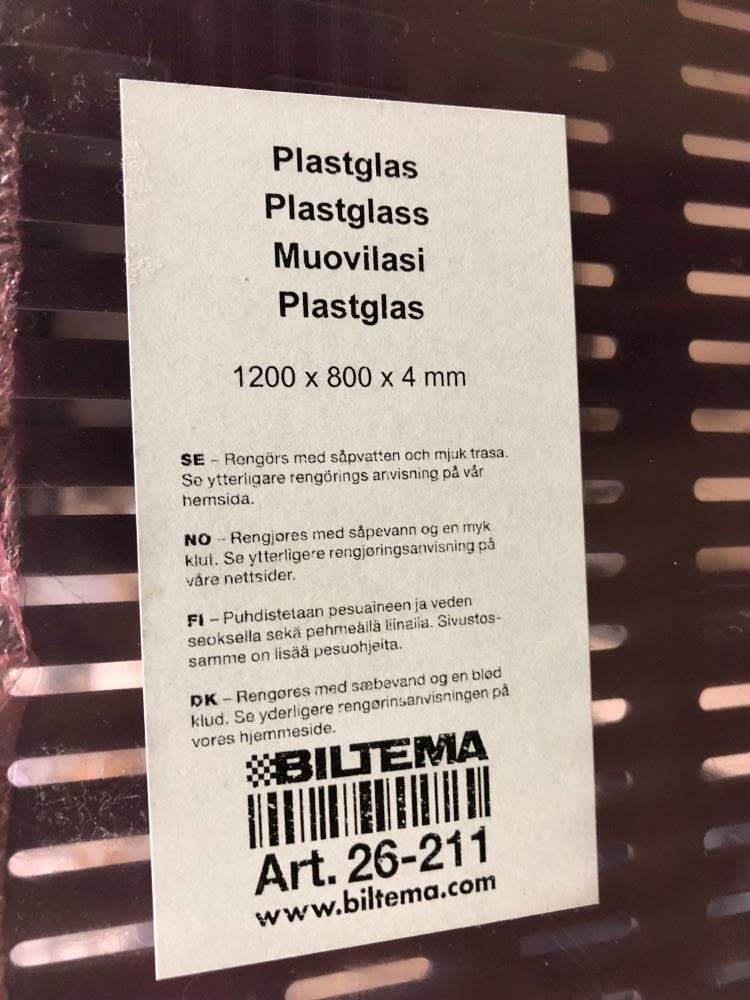 Plastglas
Plastglass
Muovilasi
Plastglas
1200 x 800 x 4 mm
SE – Rengörs med såpvatten och mjuk trasa.
Se ytterligare rengörings anvisning på vår
hemsida.
NO – Rengjøres med såpevann og en myk
klut. Se ytterligere rengjøringsanvisning på
våre nettsider.
FI – Puhdistetaan pesuaineen ja veden
seoksella sekä pehmeällä liinalla. Sivustos-
samme on lisää pesuohjeita.
DK – Rengøres med sæbevand og en blød
klud. Se yderligere rengørinsanvisningen på
vores hjemmeside.
BILTEMA
Art. 26-211
www.biltema.com